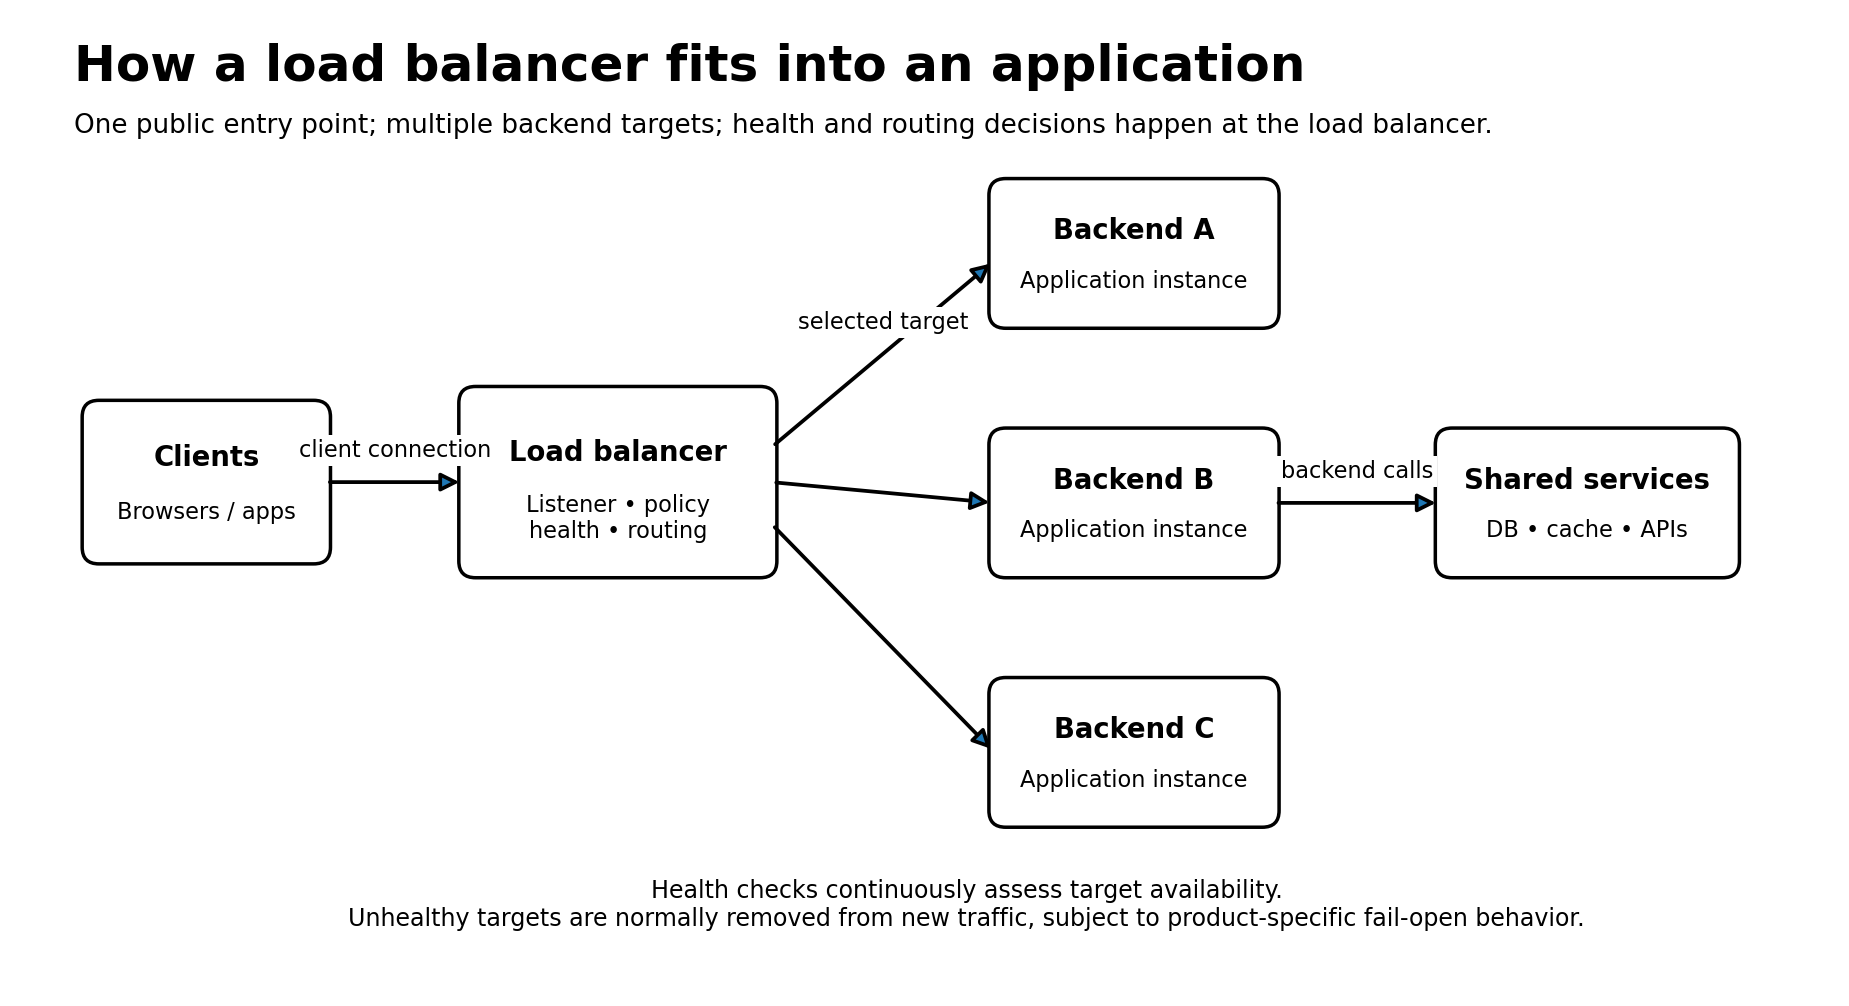 How a load balancer fits into an application
One public entry point; multiple backend targets; health and routing decisions happen at the load balancer.
Clients
Browsers / apps
client connection
Load balancer
Listener • policy
health • routing
selected target
Backend A
Application instance
Backend B
Application instance
backend calls
Shared services
DB • cache • APIs
Backend C
Application instance
Health checks continuously assess target availability.
Unhealthy targets are normally removed from new traffic, subject to product-specific fail-open behavior.